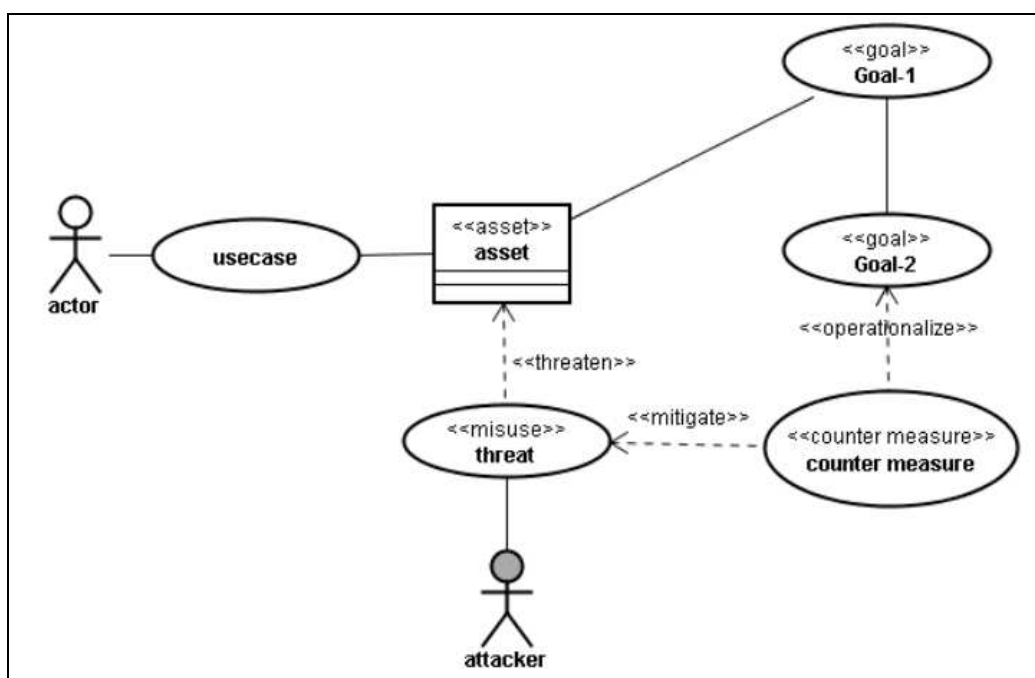 <<goal>>
Goal-1
<<asset>>
asset
usecase
actor
<<goal>>
Goal-2
<<operationalize>>
<<threaten>>
<<misuse>>
threat
<<mitigate>>
<<counter measure>>
counter measure
attacker